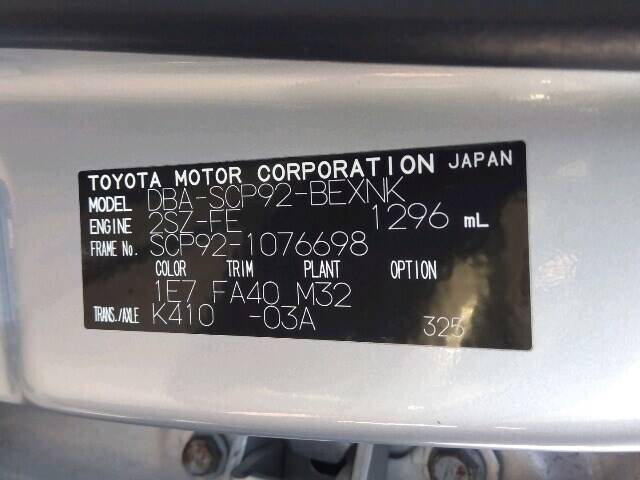 TOYOTA MOTOR CORPORATION JAPAN
MODEL DBA-SCP92-BEXNK
ENGINE 2SZ-FE 1296 mL
FRAME No. SCP92-1076698
COLOR TRIM PLANT OPTION
1E7 FA40 M32
TRANS./AXLE K410 -03A 325